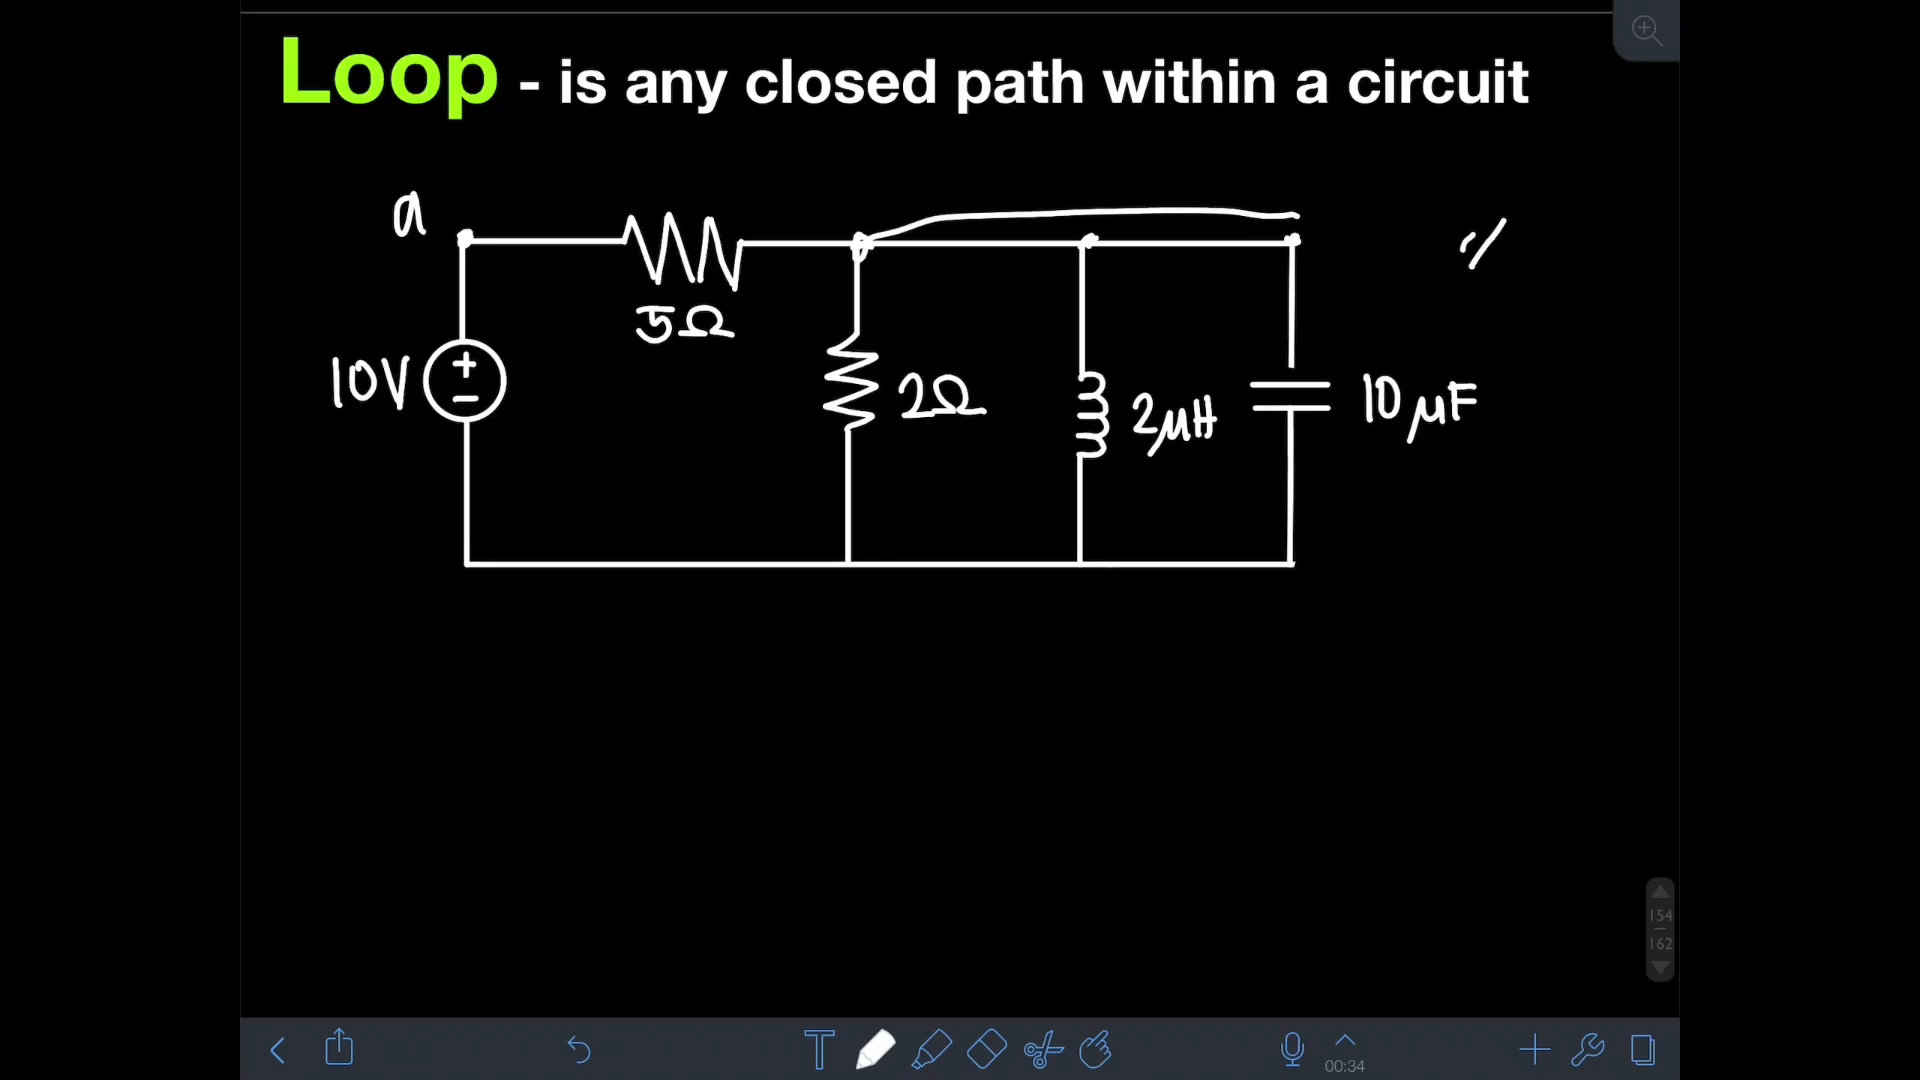 Loop - is any closed path within a circuit
a
5Ω
10V
+
−
2Ω
2μH
10μF
154
162
T
00:34